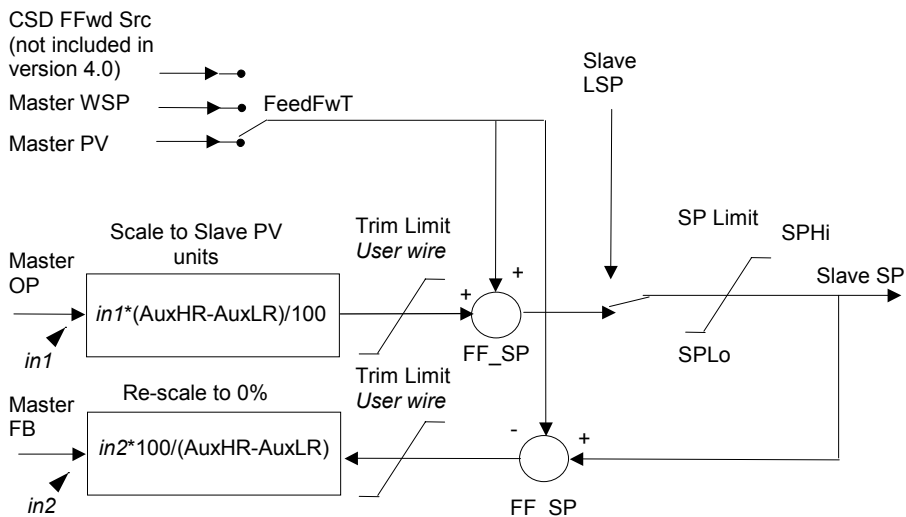 CSD FFwd Src
(not included in
version 4.0)
Master WSP
Master PV
FeedFwT
Slave
LSP
Scale to Slave PV
units
Trim Limit
User wire
SP Limit
SPHi
Slave SP
Master
OP
in1*(AuxHR-AuxLR)/100
+
+
in1
FF_SP
SPLo
Master
FB
Re-scale to 0%
Trim Limit
User wire
in2*100/(AuxHR-AuxLR)
-
+
in2
FF SP